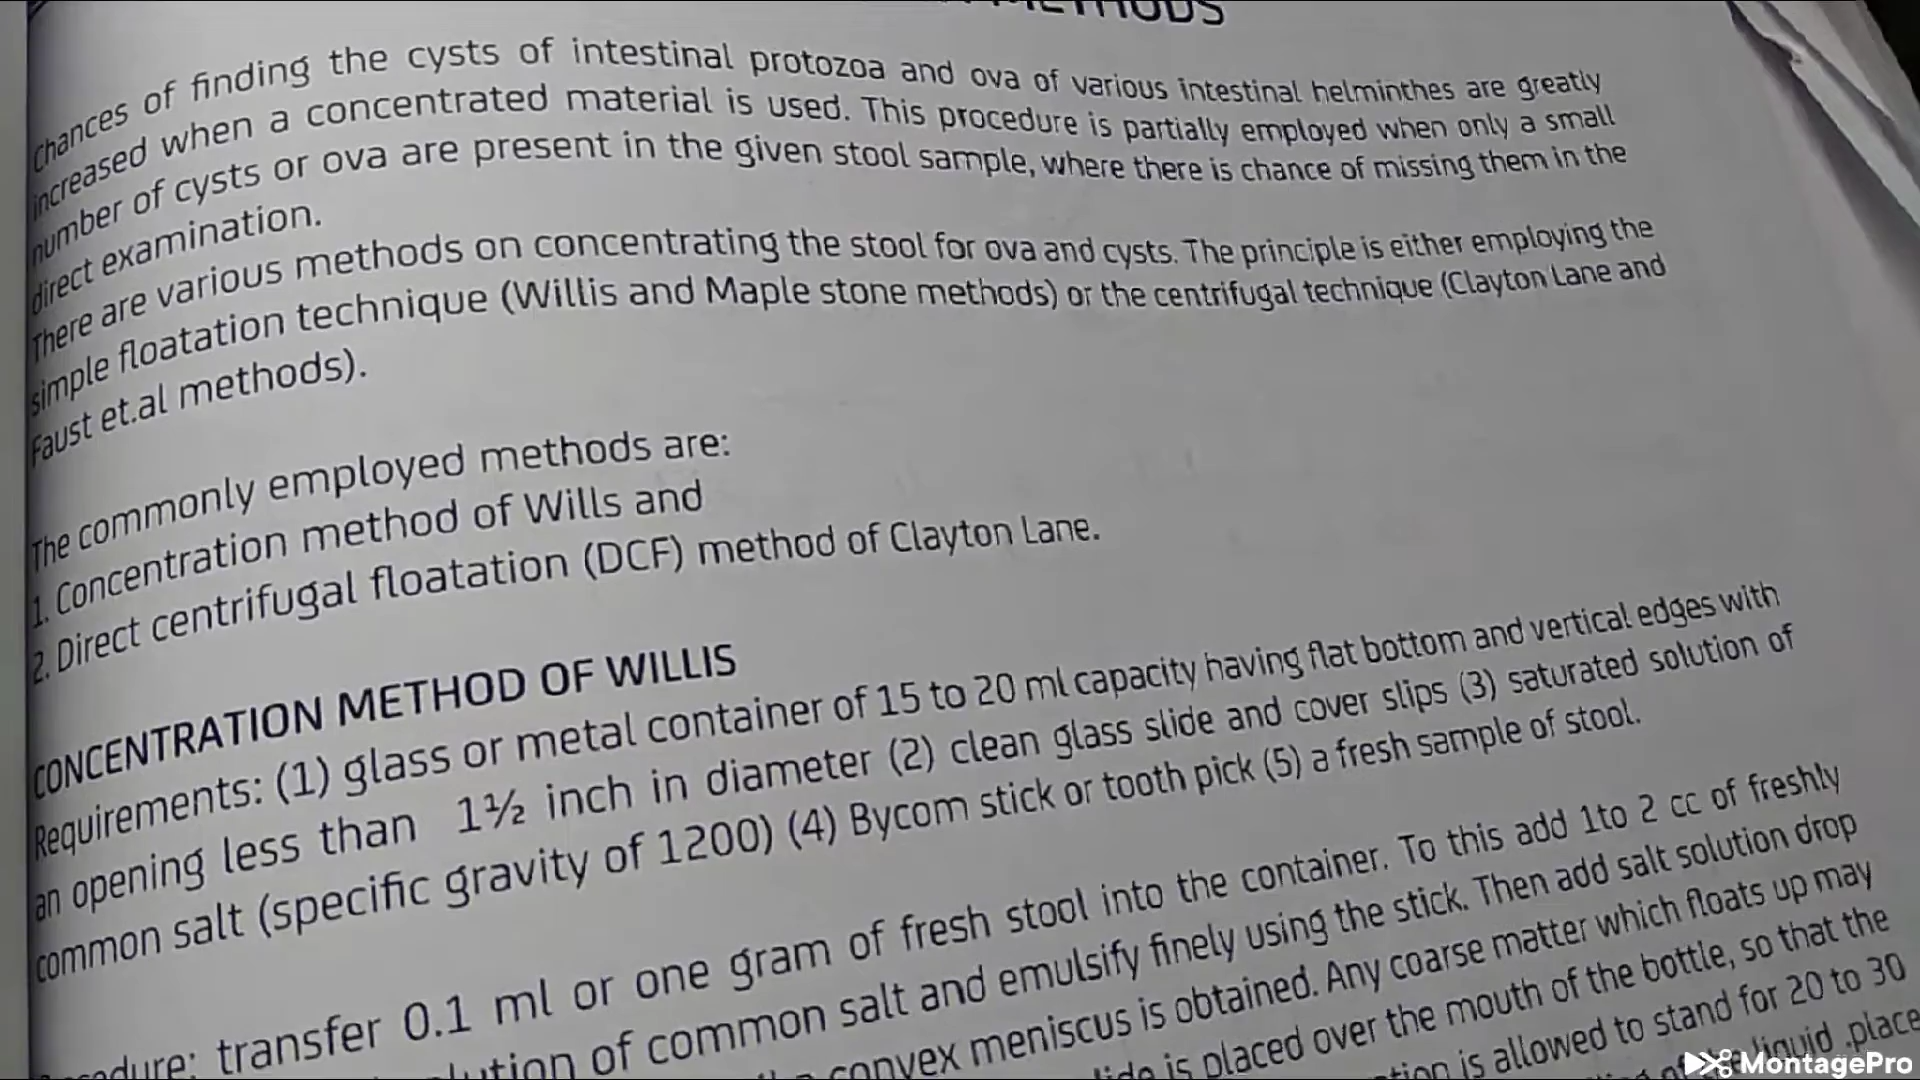 METHODS
Chances of finding the cysts of intestinal protozoa and ova of various intestinal helminthes are greatly
increased when a concentrated material is used. This procedure is partially employed when only a small
number of cysts or ova are present in the given stool sample, where there is chance of missing them in the
direct examination.
There are various methods on concentrating the stool for ova and cysts. The principle is either employing the
simple floatation technique (Willis and Maple stone methods) or the centrifugal technique (Clayton Lane and
Faust et.al methods).
The commonly employed methods are:
1. Concentration method of Wills and
2. Direct centrifugal floatation (DCF) method of Clayton Lane.
CONCENTRATION METHOD OF WILLIS
Requirements: (1) glass or metal container of 15 to 20 ml capacity having flat bottom and vertical edges with
an opening less than 1½ inch in diameter (2) clean glass slide and cover slips (3) saturated solution of
common salt (specific gravity of 1200) (4) Bycom stick or tooth pick (5) a fresh sample of stool.
transfer 0.1 ml or one gram of fresh stool into the container. To this add 1to 2 cc of freshly
of common salt and emulsify finely using the stick. Then add salt solution drop
convex meniscus is obtained. Any coarse matter which floats up may
is placed over the mouth of the bottle, so that the
is allowed to stand for 20 to 30
liquid .place
MontagePro